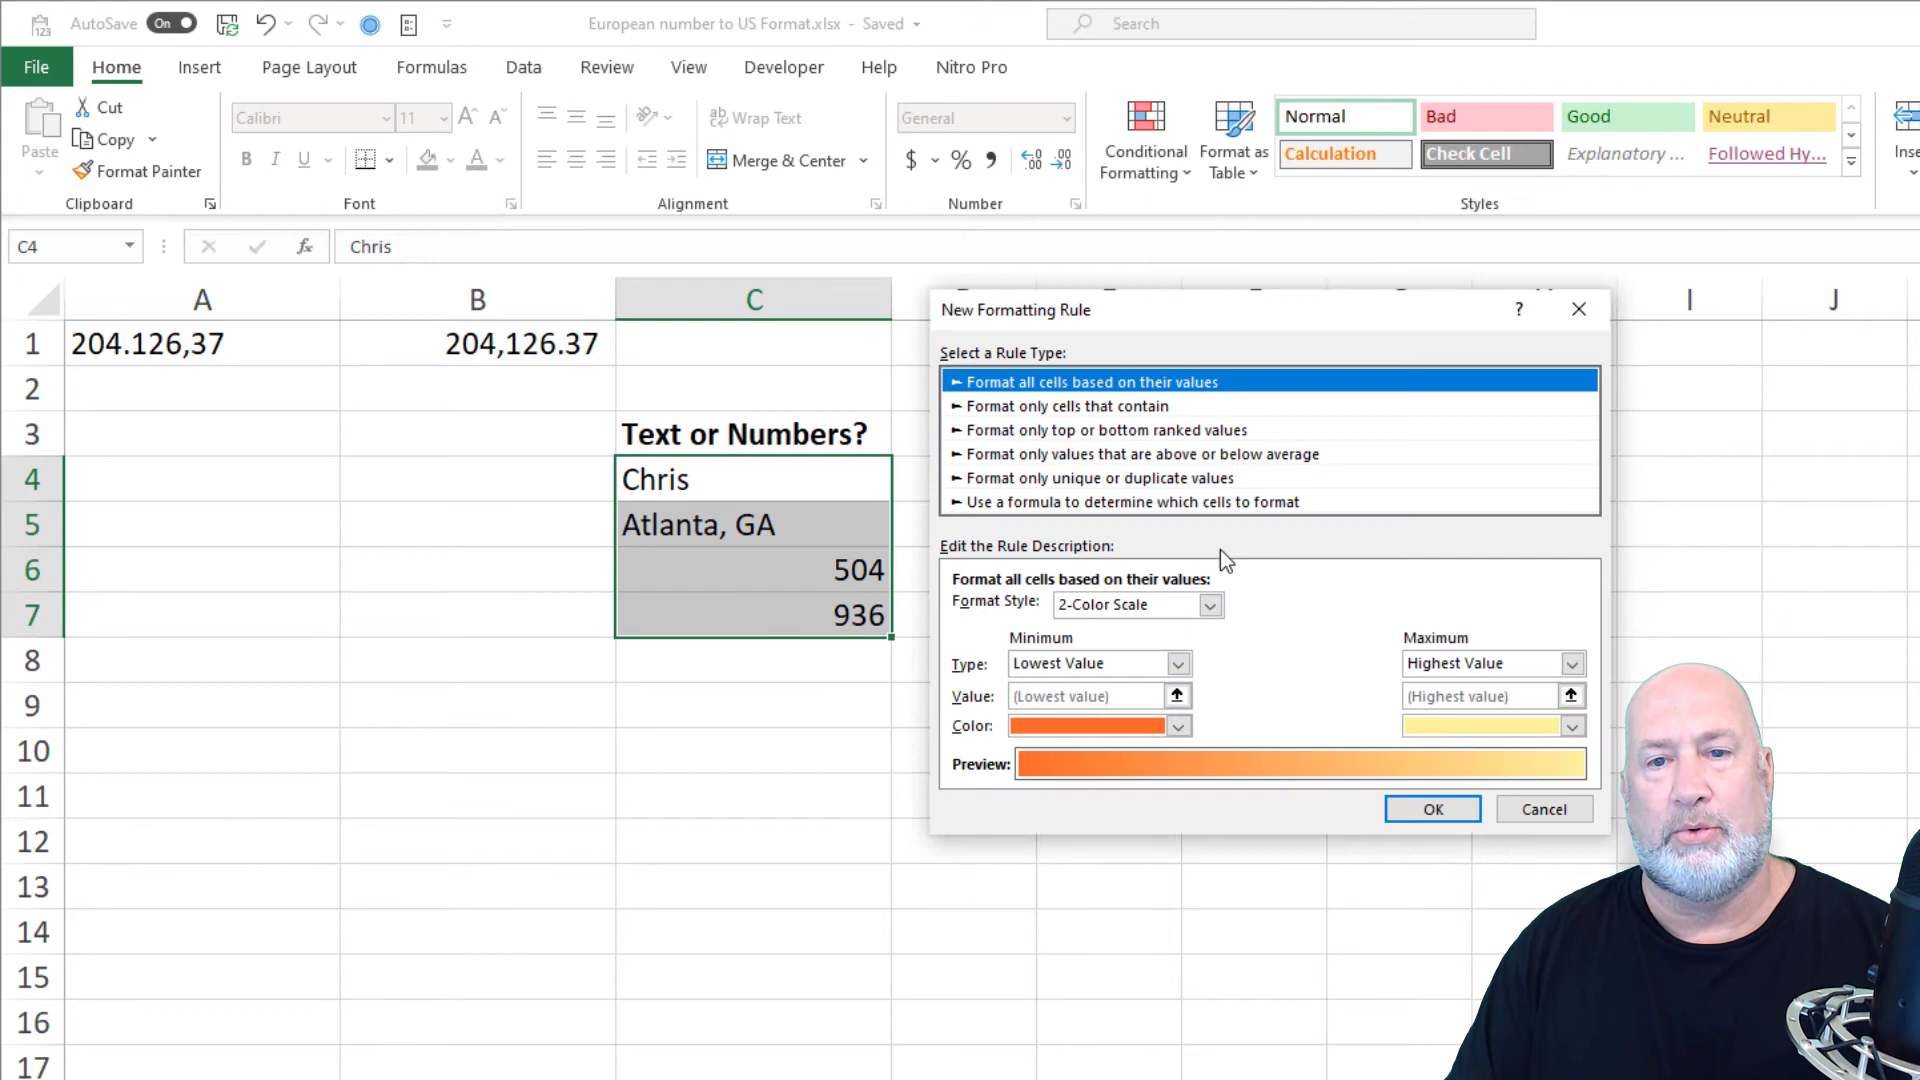 AutoSave On European number to US Format.xlsx - Saved Search
File Home Insert Page Layout Formulas Data Review View Developer Help Nitro Pro
Paste Cut
Copy
Format Painter
Clipboard
Calibri 11
B I U A
Font
ab Wrap Text
Merge & Center
Alignment
General
$ % 9 .00 .00
Number
Conditional Formatting
Format as Table
Normal Bad Good Neutral
Calculation Check Cell Explanatory ... Followed Hy...
Styles
C4 fx Chris
A B C I J
1 204.126,37 204,126.37
2
3 Text or Numbers?
4 Chris
5 Atlanta, GA
6 504
7 936
8
9
10
11
12
13
14
15
16
17
New Formatting Rule ?
Select a Rule Type:
► Format all cells based on their values
► Format only cells that contain
► Format only top or bottom ranked values
► Format only values that are above or below average
► Format only unique or duplicate values
► Use a formula to determine which cells to format
Edit the Rule Description:
Format all cells based on their values:
Format Style: 2-Color Scale
Minimum Maximum
Type: Lowest Value Highest Value
Value: (Lowest value) (Highest value)
Color:
Preview:
OK Cancel